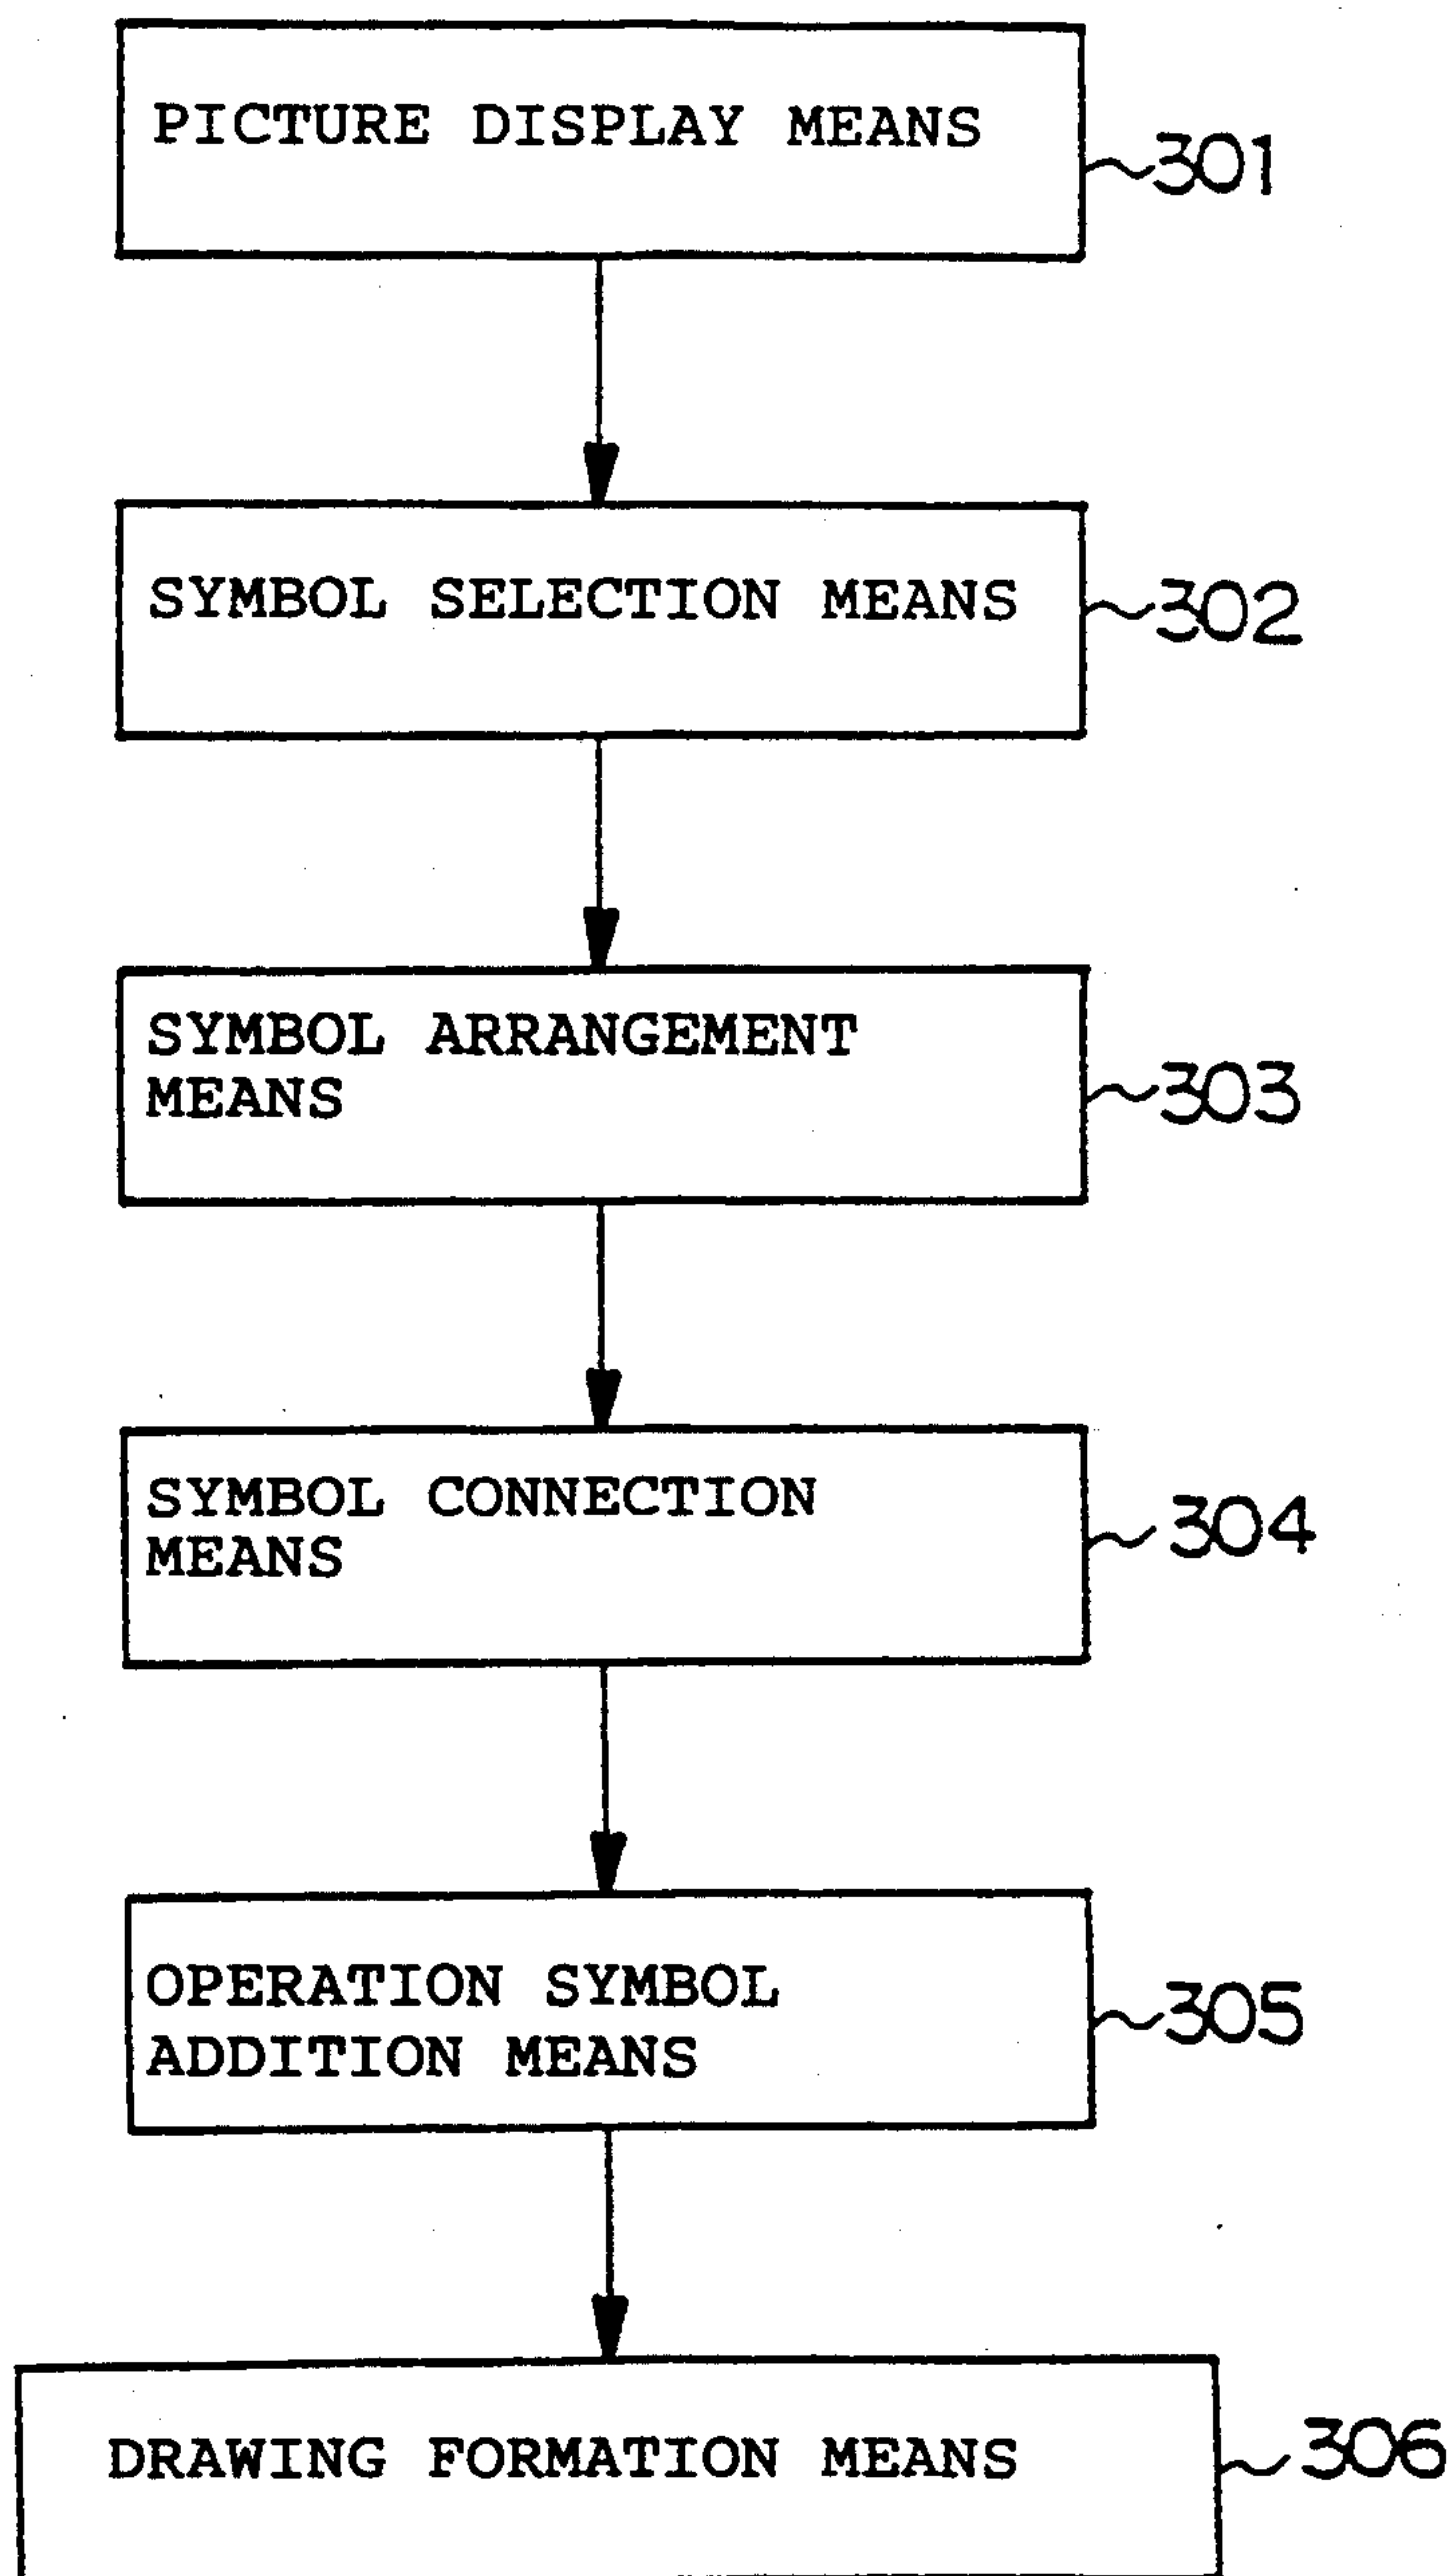 PICTURE DISPLAY MEANS
301
SYMBOL SELECTION MEANS
302
SYMBOL ARRANGEMENT
MEANS
303
SYMBOL CONNECTION
MEANS
304
OPERATION SYMBOL
ADDITION MEANS
305
DRAWING FORMATION MEANS
306